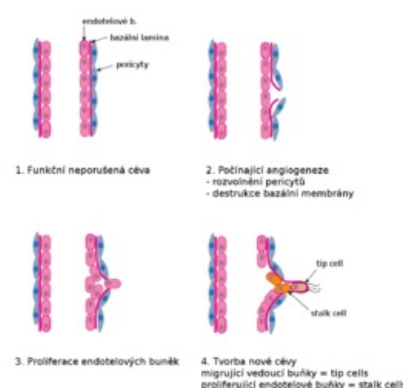 endotelové b.
bazální lamina
pericyty
1. Funkční neporušená céva
2. Počínající angiogeneze
- rozvolnění pericytů
- destrukce bazální membrány
tip cell
stalk cell
3. Proliferace endotelových buněk
4. Tvorba nové cévy
migrující vedoucí buňky = tip cells
proliferující endotelové buňky = stalk cells